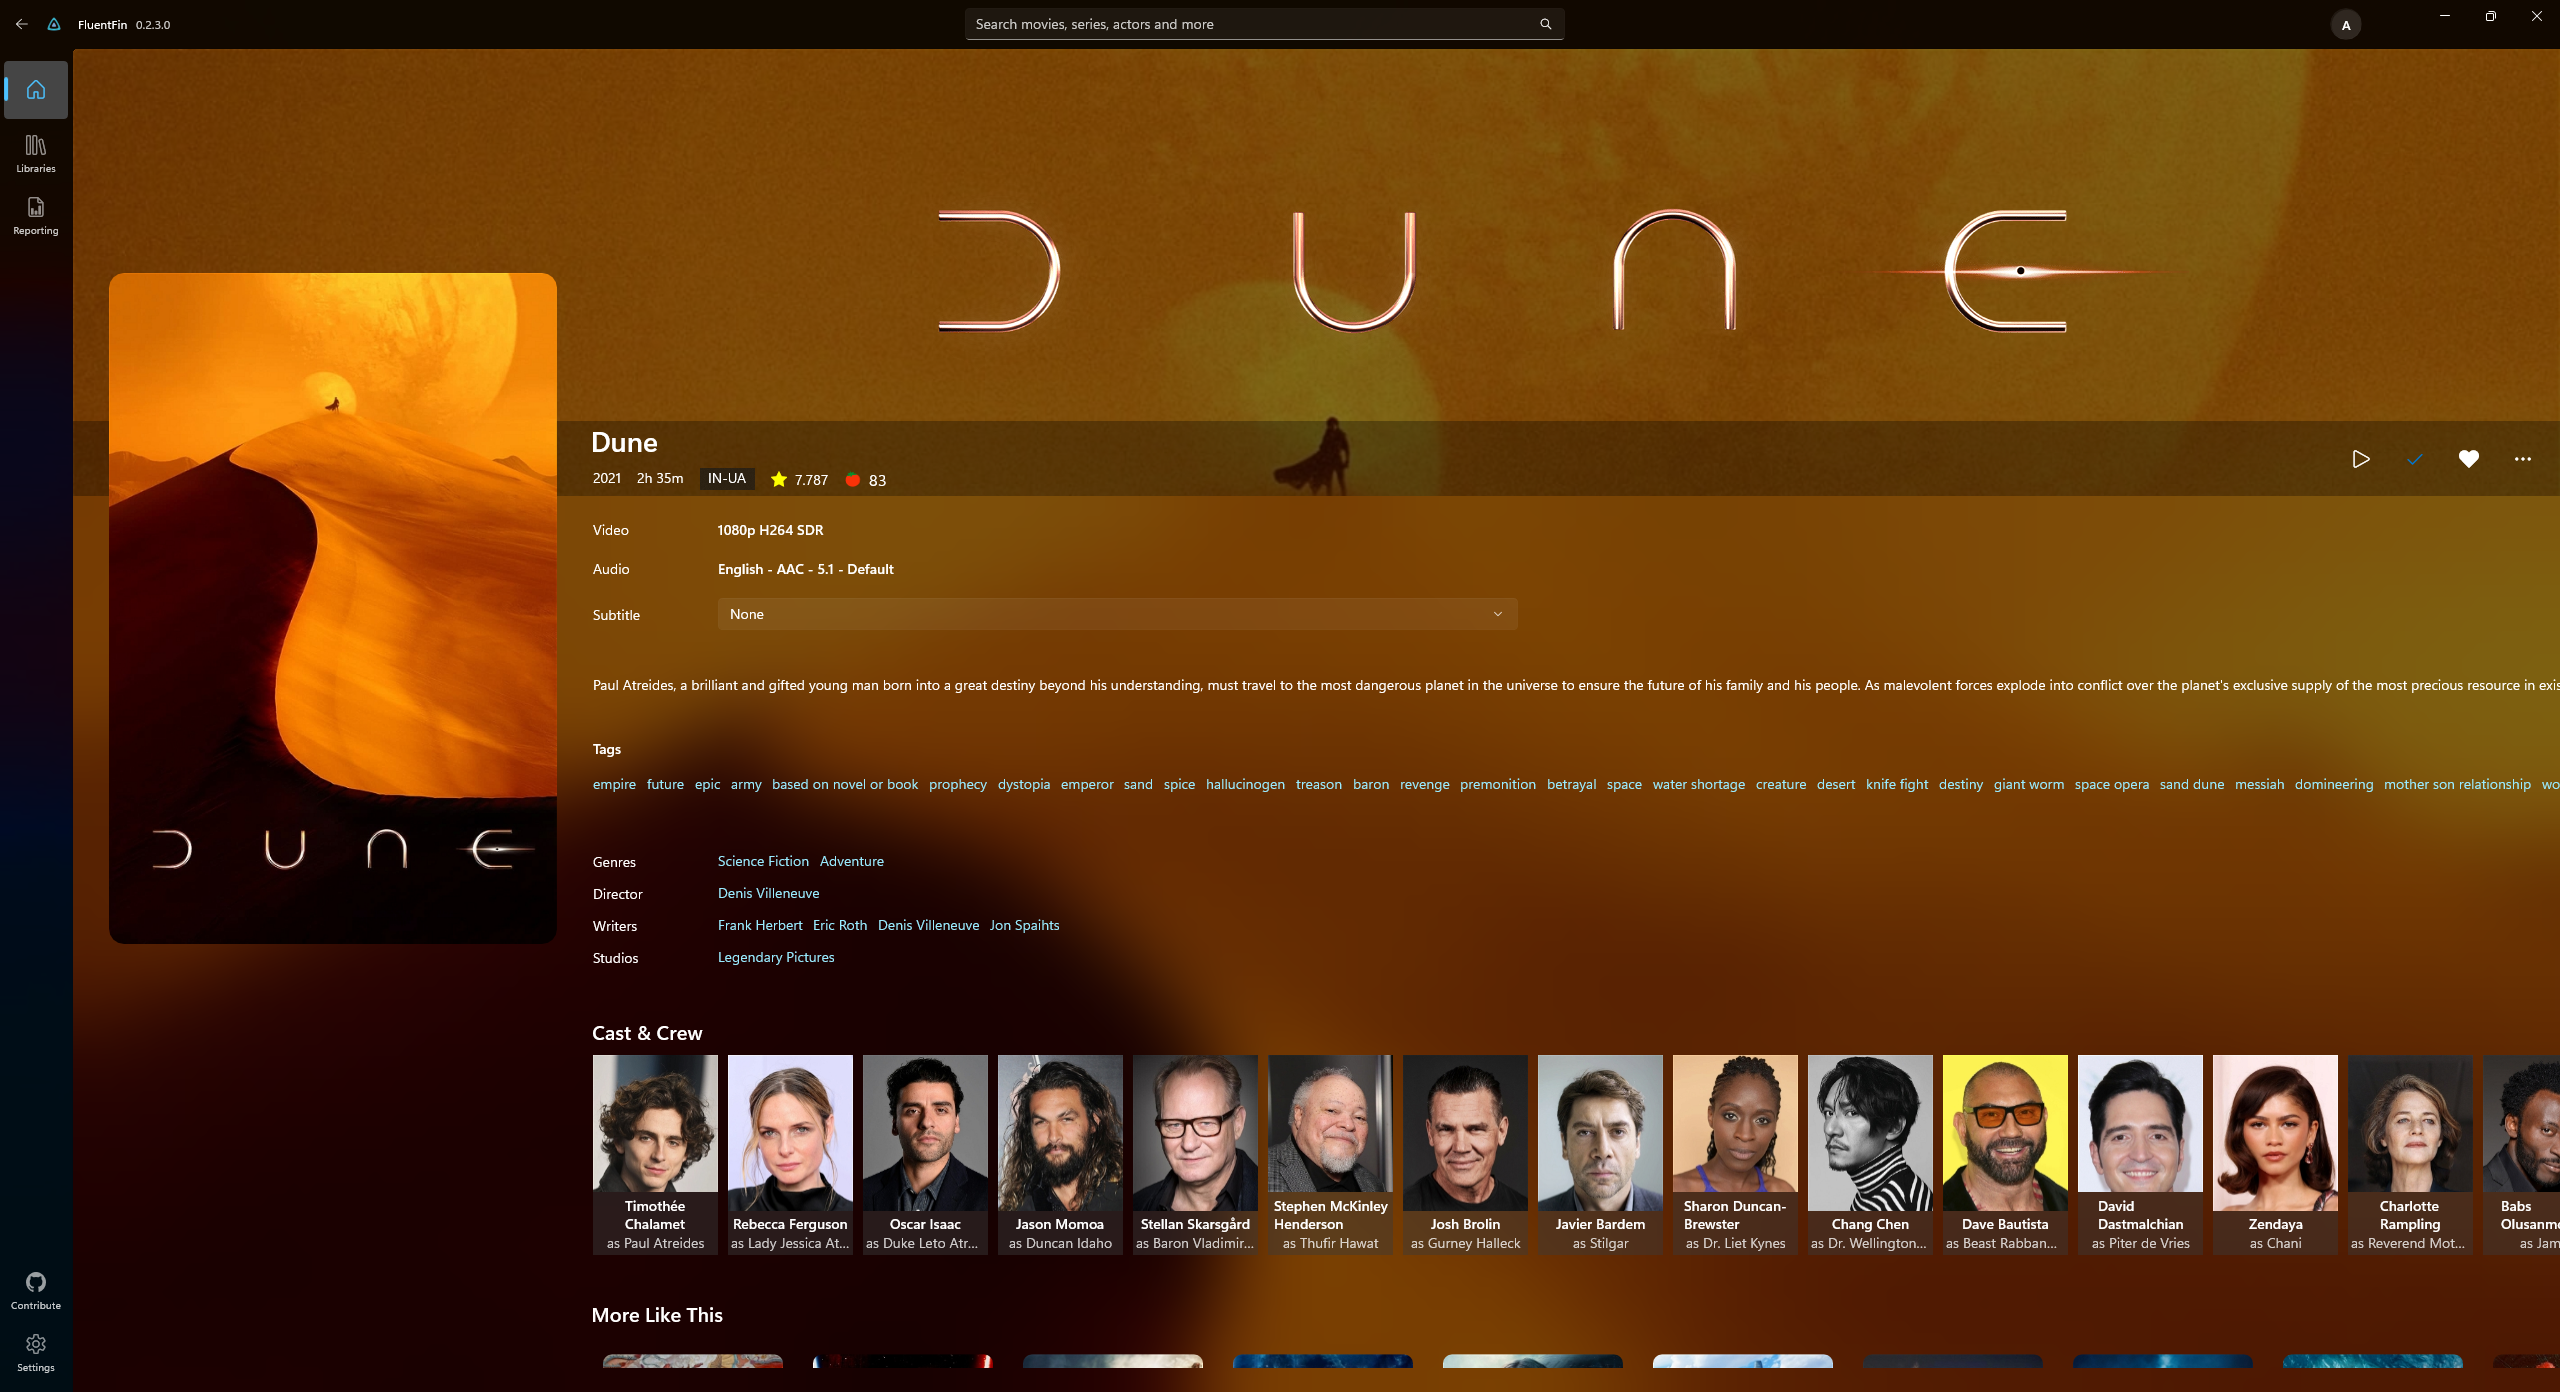 FluentFin 0.2.3.0
Search movies, series, actors and more
A
Libraries
Reporting
DUNE
Dune
2021 2h 35m IN-UA 7.787 83
Video 1080p H264 SDR
Audio English - AAC - 5.1 - Default
Subtitle None
Paul Atreides, a brilliant and gifted young man born into a great destiny beyond his understanding, must travel to the most dangerous planet in the universe to ensure the future of his family and his people. As malevolent forces explode into conflict over the planet's exclusive supply of the most precious resource in exis
Tags
empire future epic army based on novel or book prophecy dystopia emperor sand spice hallucinogen treason baron revenge premonition betrayal space water shortage creature desert knife fight destiny giant worm space opera sand dune messiah domineering mother son relationship wo
DUNE
Genres Science Fiction Adventure
Director Denis Villeneuve
Writers Frank Herbert Eric Roth Denis Villeneuve Jon Spaihts
Studios Legendary Pictures
Cast & Crew
Timothée
Chalamet
as Paul Atreides
Rebecca Ferguson
as Lady Jessica At...
Oscar Isaac
as Duke Leto Atr...
Jason Momoa
as Duncan Idaho
Stellan Skarsgård
as Baron Vladimir...
Stephen McKinley
Henderson
as Thufir Hawat
Josh Brolin
as Gurney Halleck
Javier Bardem
as Stilgar
Sharon Duncan-
Brewster
as Dr. Liet Kynes
Chang Chen
as Dr. Wellington...
Dave Bautista
as Beast Rabban...
David
Dastmalchian
as Piter de Vries
Zendaya
as Chani
Charlotte
Rampling
as Reverend Mot...
Babs
Olusanm
as Jam
More Like This
Contribute
Settings